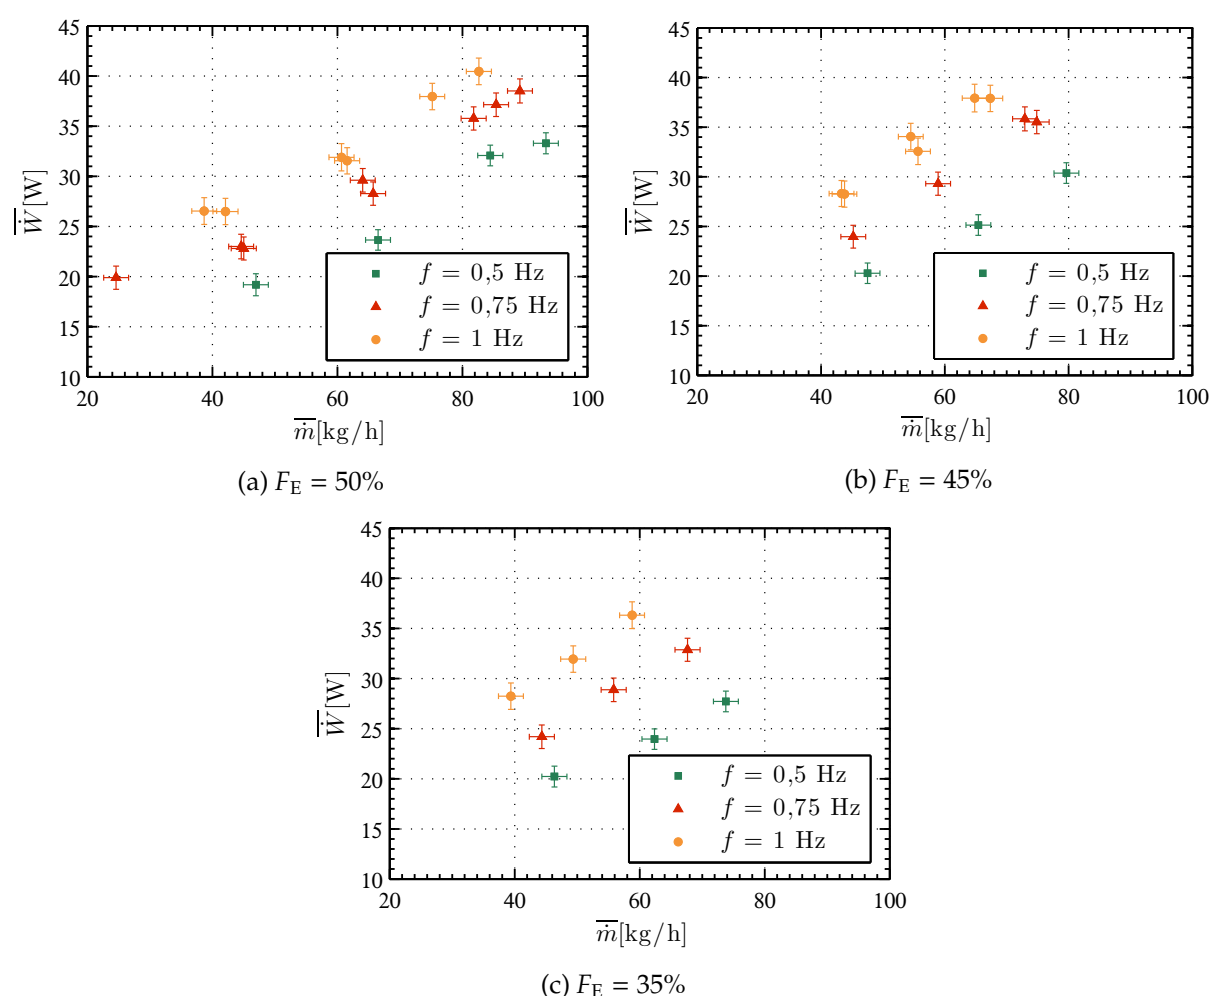 45
40
35
30
25
20
15
10
20 40 60 80 100
Ẇ [W]
ṁ[kg/h]
f = 0,5 Hz
f = 0,75 Hz
f = 1 Hz
(a) F_E = 50%
45
40
35
30
25
20
15
10
20 40 60 80 100
Ẇ [W]
ṁ[kg/h]
f = 0,5 Hz
f = 0,75 Hz
f = 1 Hz
(b) F_E = 45%
45
40
35
30
25
20
15
10
20 40 60 80 100
Ẇ [W]
ṁ[kg/h]
f = 0,5 Hz
f = 0,75 Hz
f = 1 Hz
(c) F_E = 35%